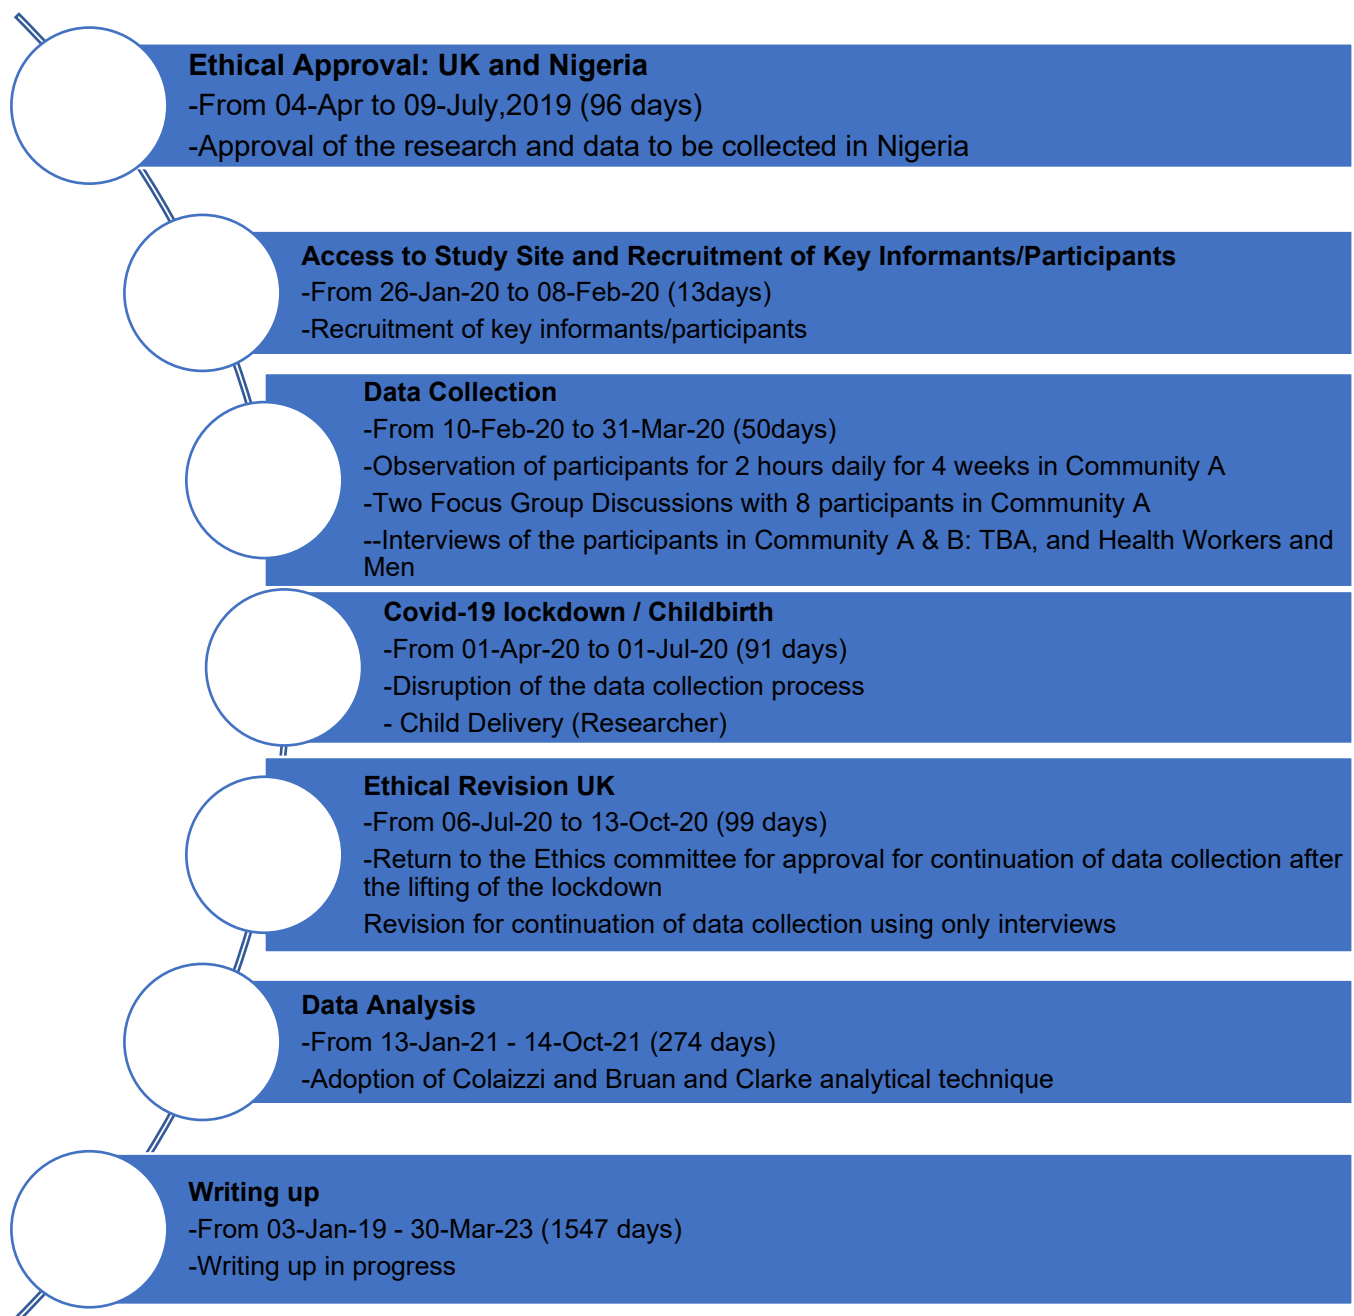 Ethical Approval: UK and Nigeria
-From 04-Apr to 09-July,2019 (96 days)
-Approval of the research and data to be collected in Nigeria
Access to Study Site and Recruitment of Key Informants/Participants
-From 26-Jan-20 to 08-Feb-20 (13days)
-Recruitment of key informants/participants
Data Collection
-From 10-Feb-20 to 31-Mar-20 (50days)
-Observation of participants for 2 hours daily for 4 weeks in Community A
-Two Focus Group Discussions with 8 participants in Community A
--Interviews of the participants in Community A & B: TBA, and Health Workers and
Men
Covid-19 lockdown / Childbirth
-From 01-Apr-20 to 01-Jul-20 (91 days)
-Disruption of the data collection process
- Child Delivery (Researcher)
Ethical Revision UK
-From 06-Jul-20 to 13-Oct-20 (99 days)
-Return to the Ethics committee for approval for continuation of data collection after
the lifting of the lockdown
Revision for continuation of data collection using only interviews
Data Analysis
-From 13-Jan-21 - 14-Oct-21 (274 days)
-Adoption of Colaizzi and Bruan and Clarke analytical technique
Writing up
-From 03-Jan-19 - 30-Mar-23 (1547 days)
-Writing up in progress